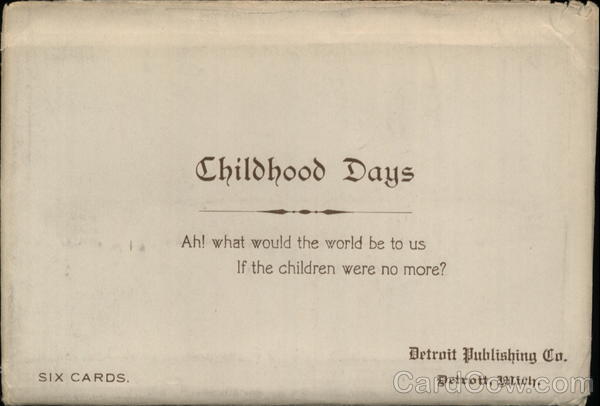 Childhood Days
Ah! what would the world be to us
If the children were no more?
Detroit Publishing Co.
Detroit, Mich.
SIX CARDS.
CardCow.com